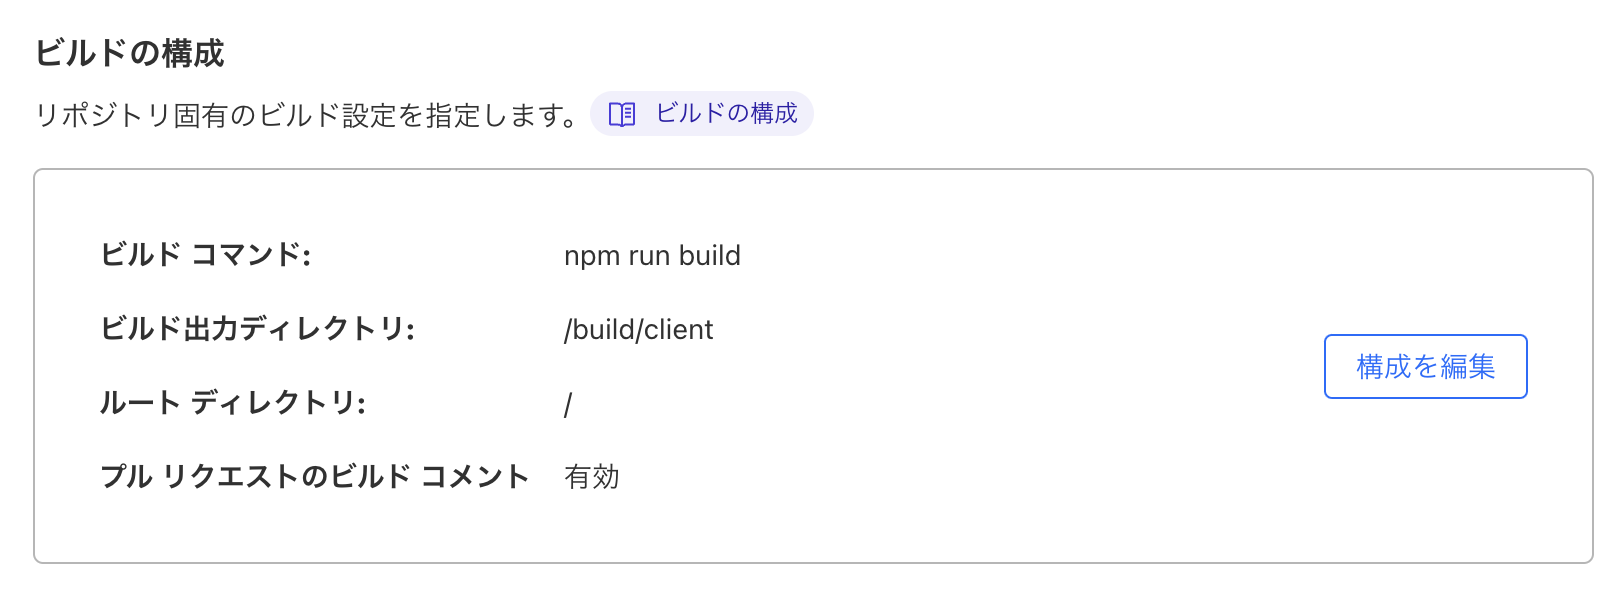 ビルドの構成
リポジトリ固有のビルド設定を指定します。 ビルドの構成
ビルド コマンド: npm run build
ビルド出力ディレクトリ: /build/client
構成を編集
ルート ディレクトリ: /
プル リクエストのビルド コメント 有効